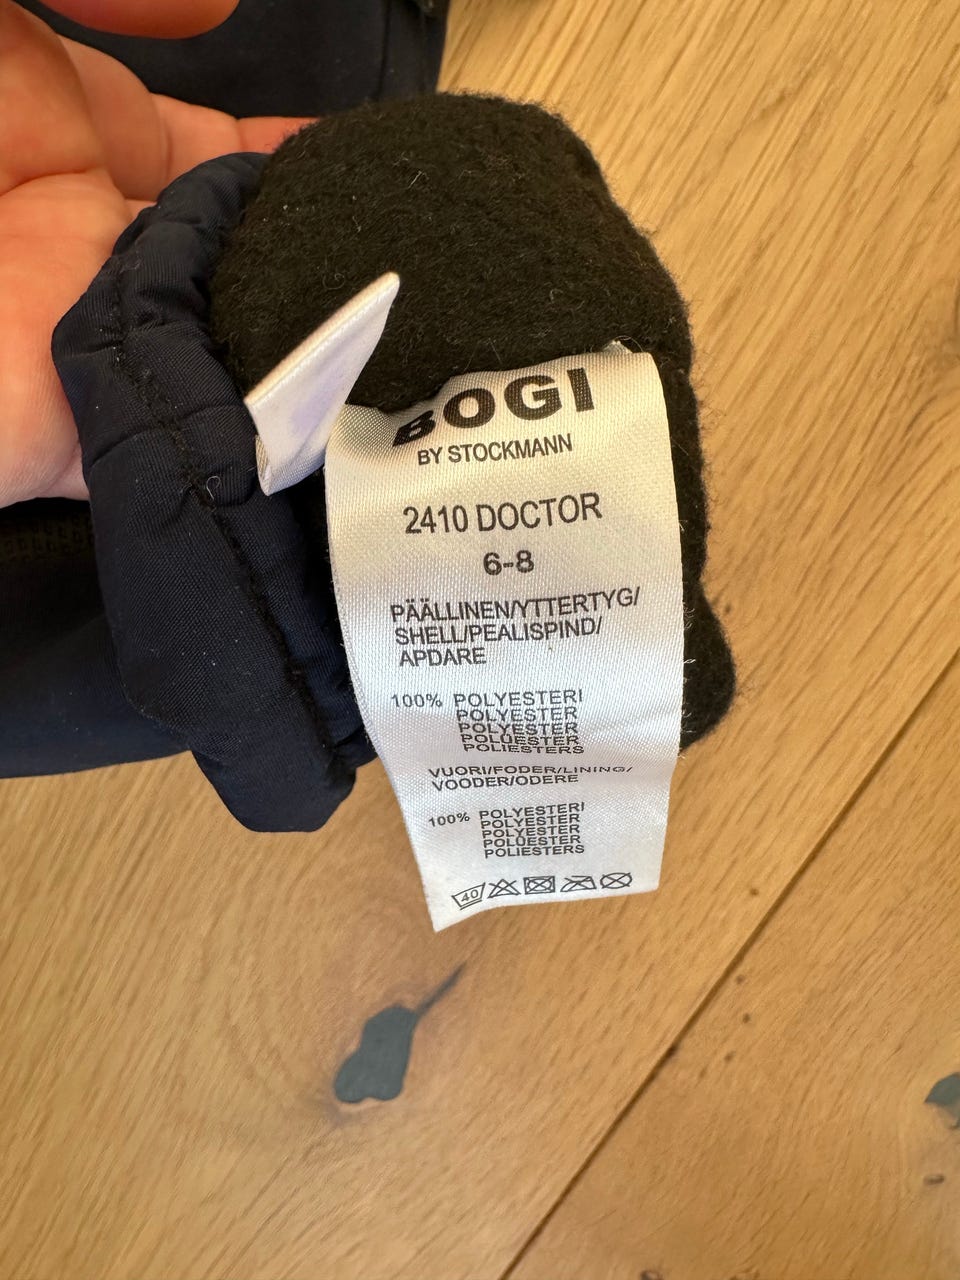 BOGI
BY STOCKMANN
2410 DOCTOR
6-8
PÄÄLLINEN/YTTERTYG/
SHELL/PEALISPIND/
APDARE
100% POLYESTERI
POLYESTER
POLYESTER
POLÜESTER
POLIESTERS
VUORI/FODER/LINING/
VOODER/ODERE
100% POLYESTERI
POLYESTER
POLYESTER
POLÜESTER
POLIESTERS
40